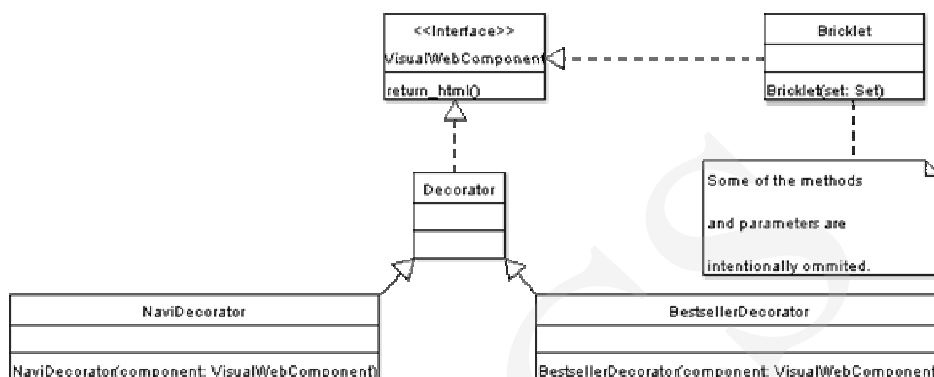 <<Interface>>
VisualWebComponent
return_html()
Bricklet
Bricklet(set: Set)
Decorator
Some of the methods
and parameters are
intentionally ommited.
NaviDecorator
NaviDecorator(component: VisualWebComponent)
BestsellerDecorator
BestsellerDecorator(component: VisualWebComponent